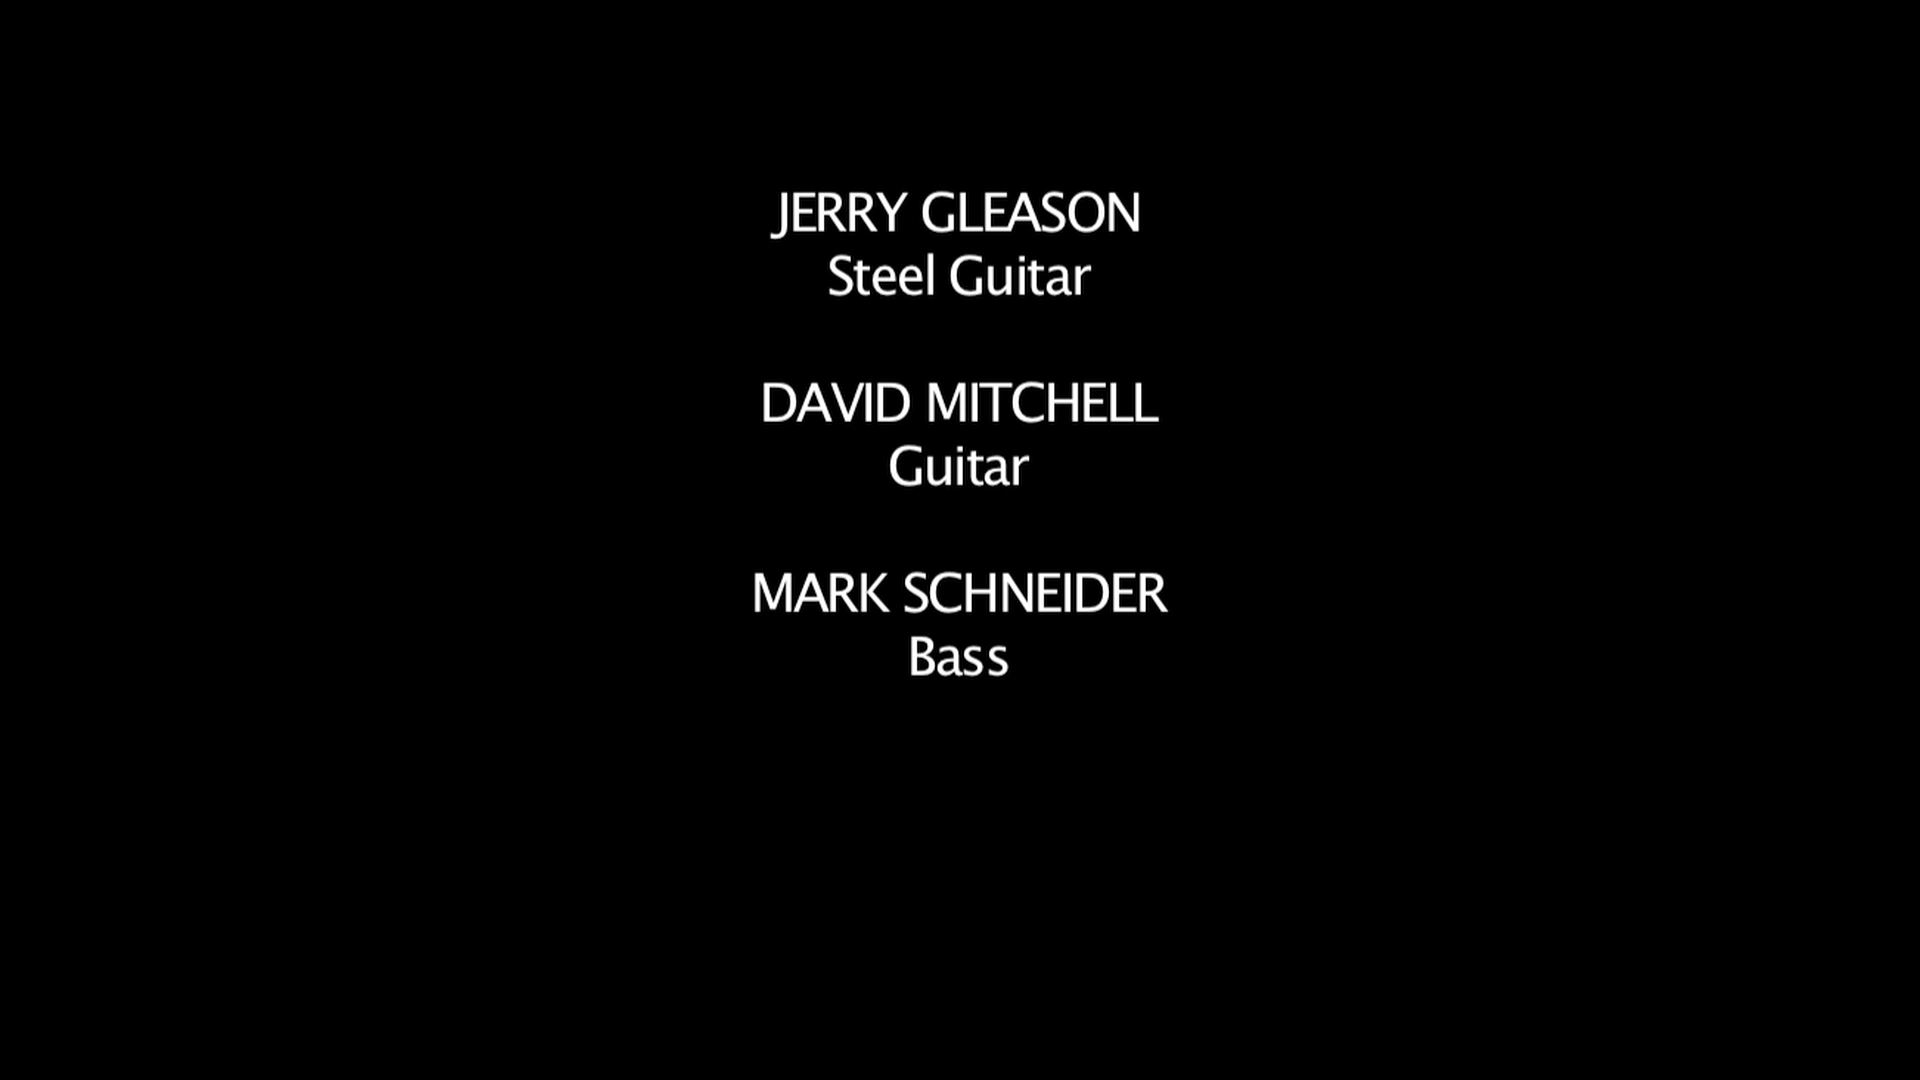 JERRY GLEASON
Steel Guitar
DAVID MITCHELL
Guitar
MARK SCHNEIDER
Bass